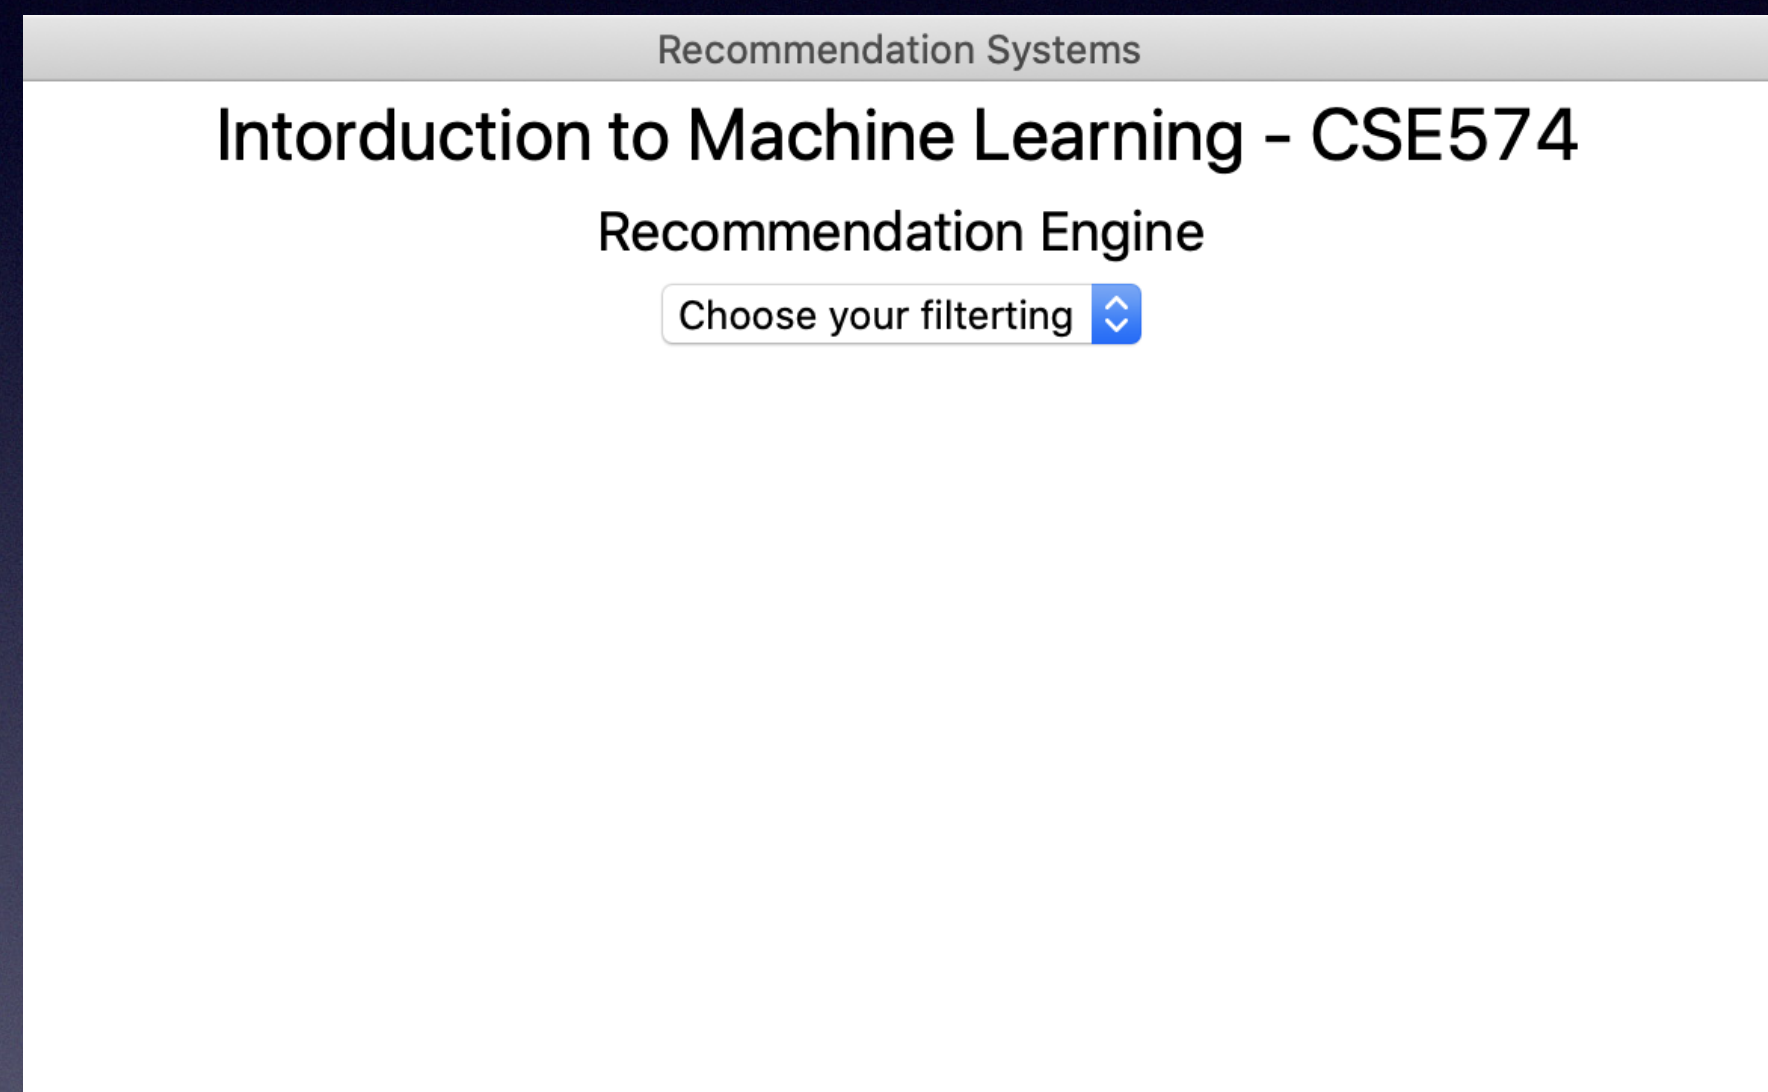 Recommendation Systems
Intorduction to Machine Learning - CSE574
Recommendation Engine
Choose your filterting